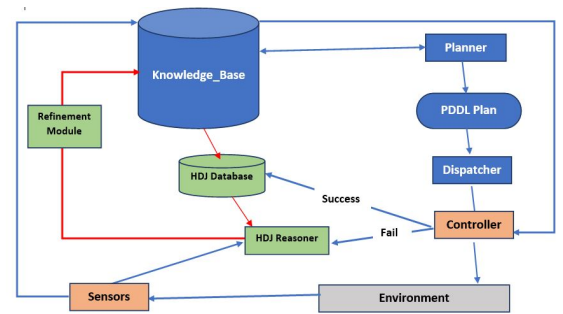 Knowledge_Base
Planner
Refinement
Module
PDDL Plan
HDJ Database
Dispatcher
Success
Controller
Fail
HDJ Reasoner
Sensors
Environment